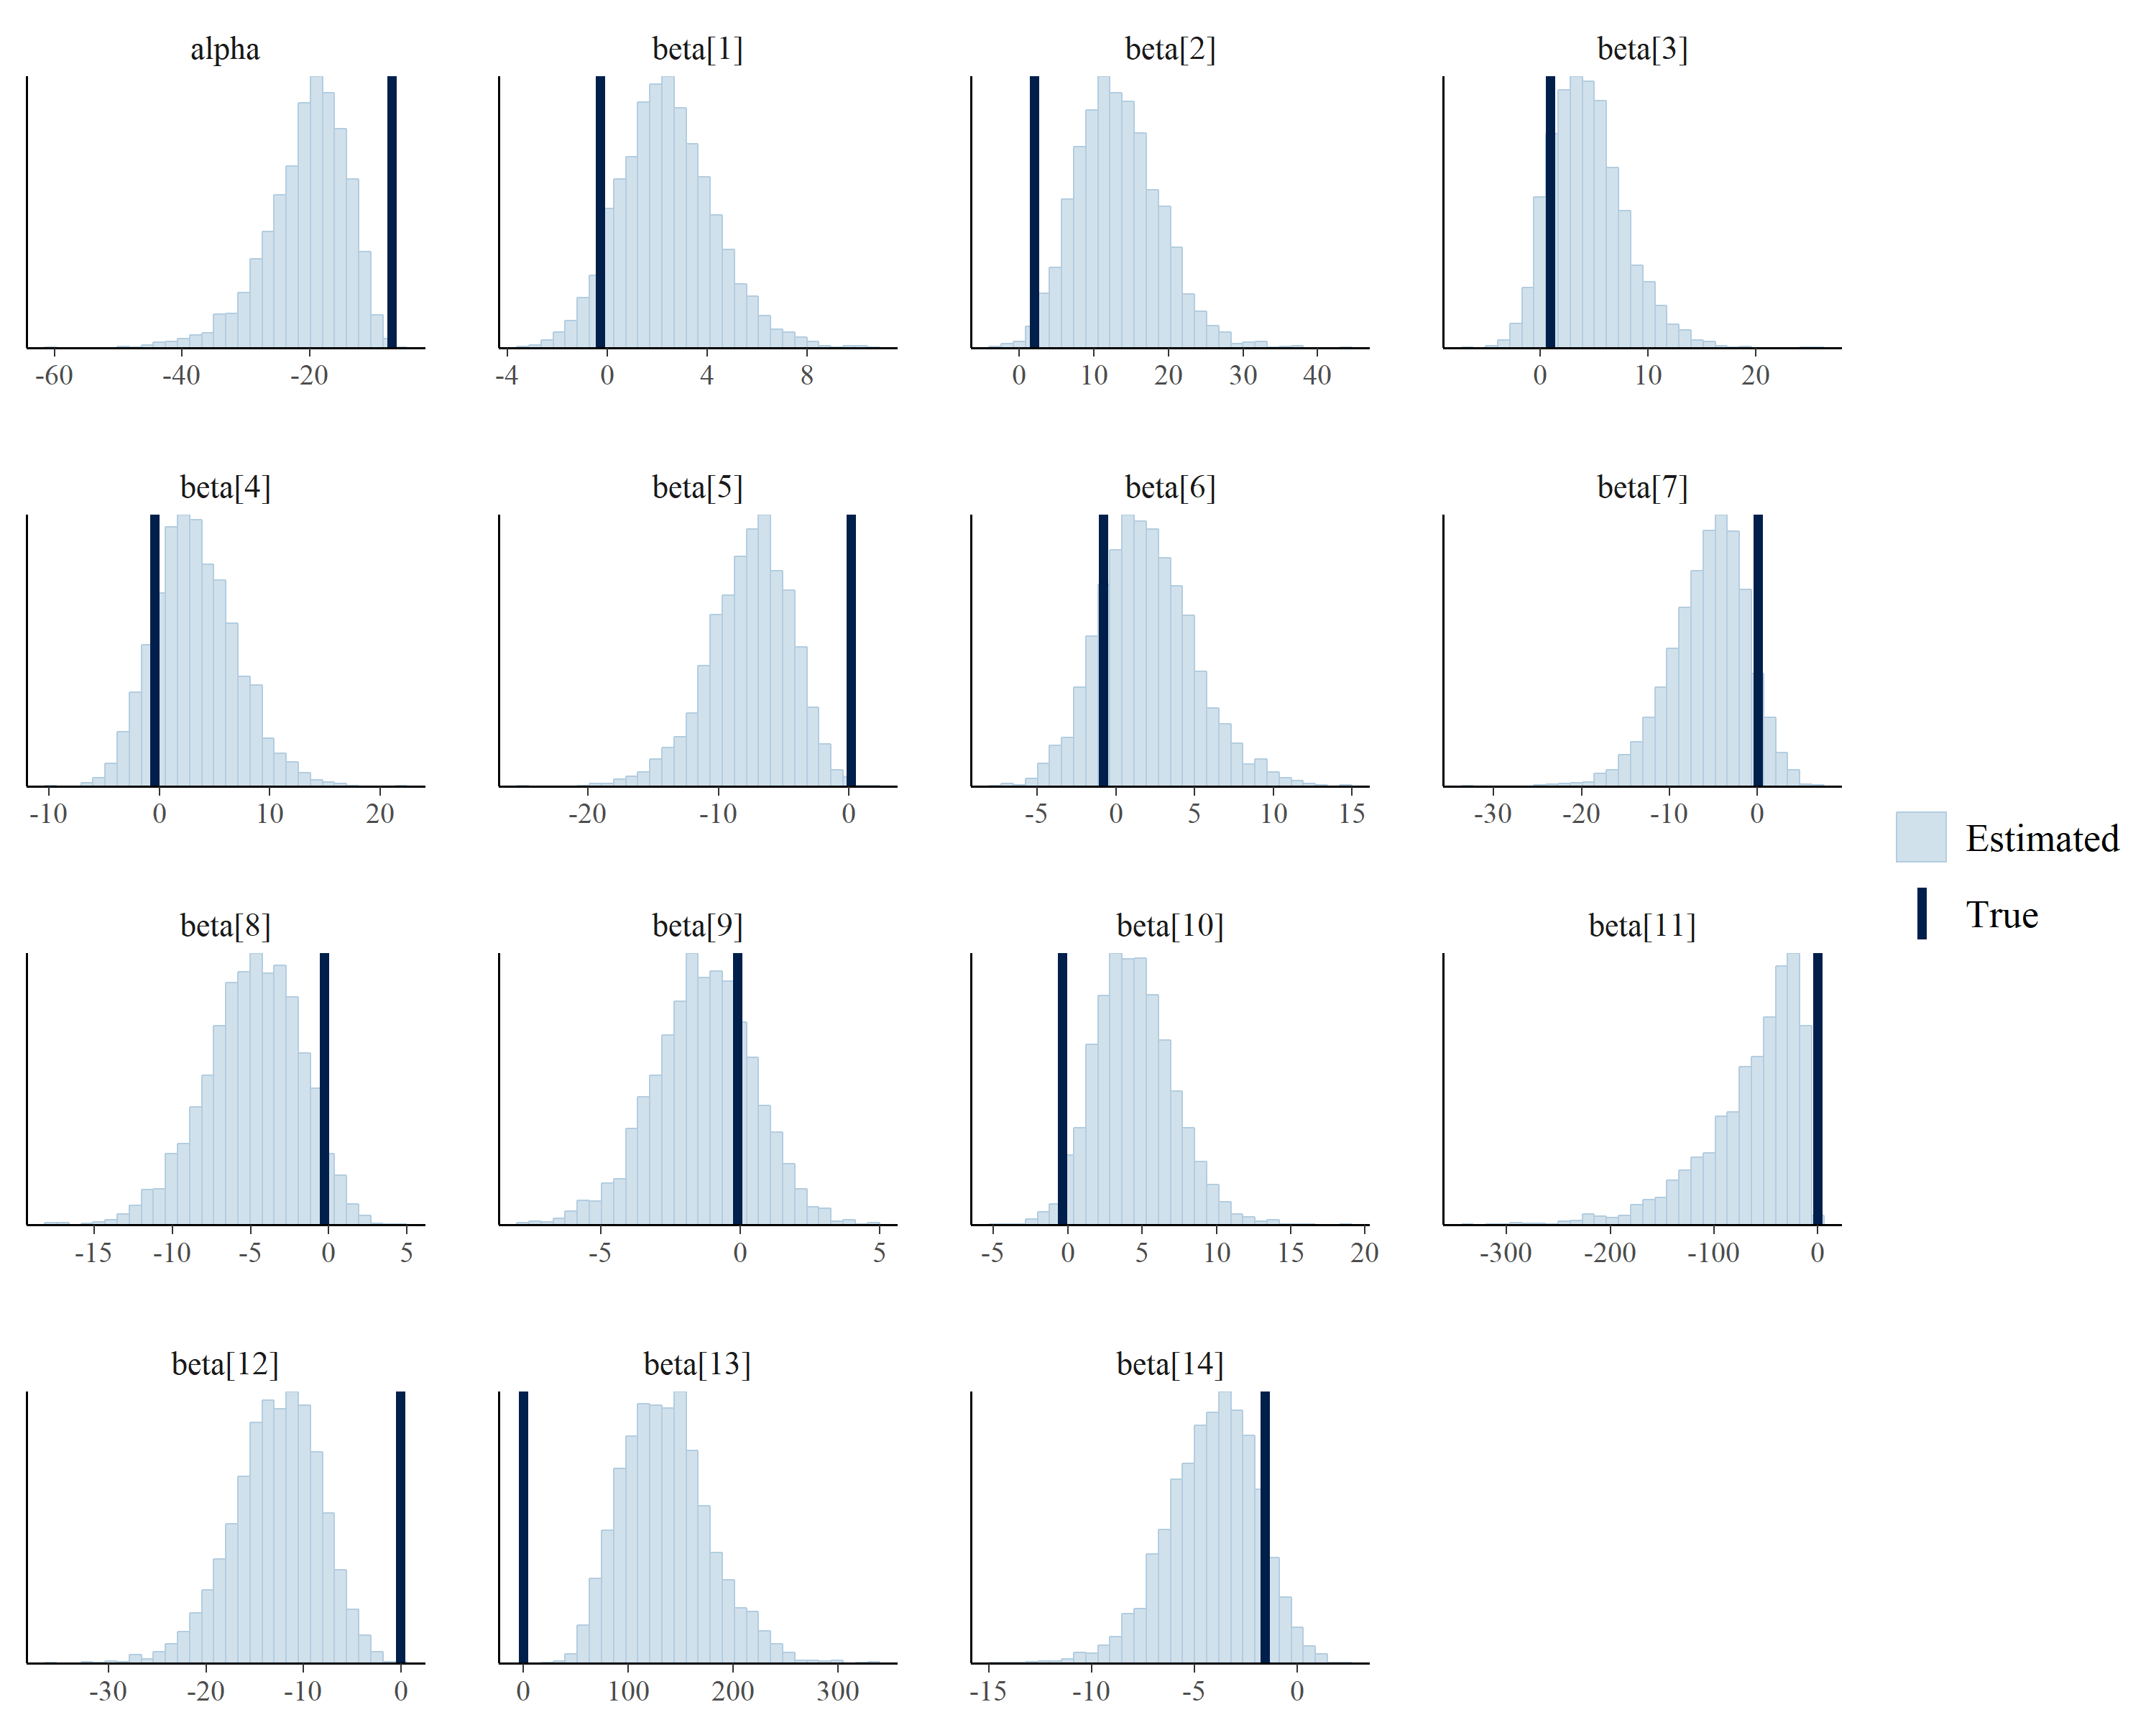 alpha
beta[1]
beta[2]
beta[3]
-60 -40 -20
-4 0 4 8
0 10 20 30 40
0 10 20
beta[4]
beta[5]
beta[6]
beta[7]
-10 0 10 20
-20 -10 0
-5 0 5 10 15
-30 -20 -10 0
Estimated
True
beta[8]
beta[9]
beta[10]
beta[11]
-15 -10 -5 0 5
-5 0 5
-5 0 5 10 15 20
-300 -200 -100 0
beta[12]
beta[13]
beta[14]
-30 -20 -10 0
0 100 200 300
-15 -10 -5 0